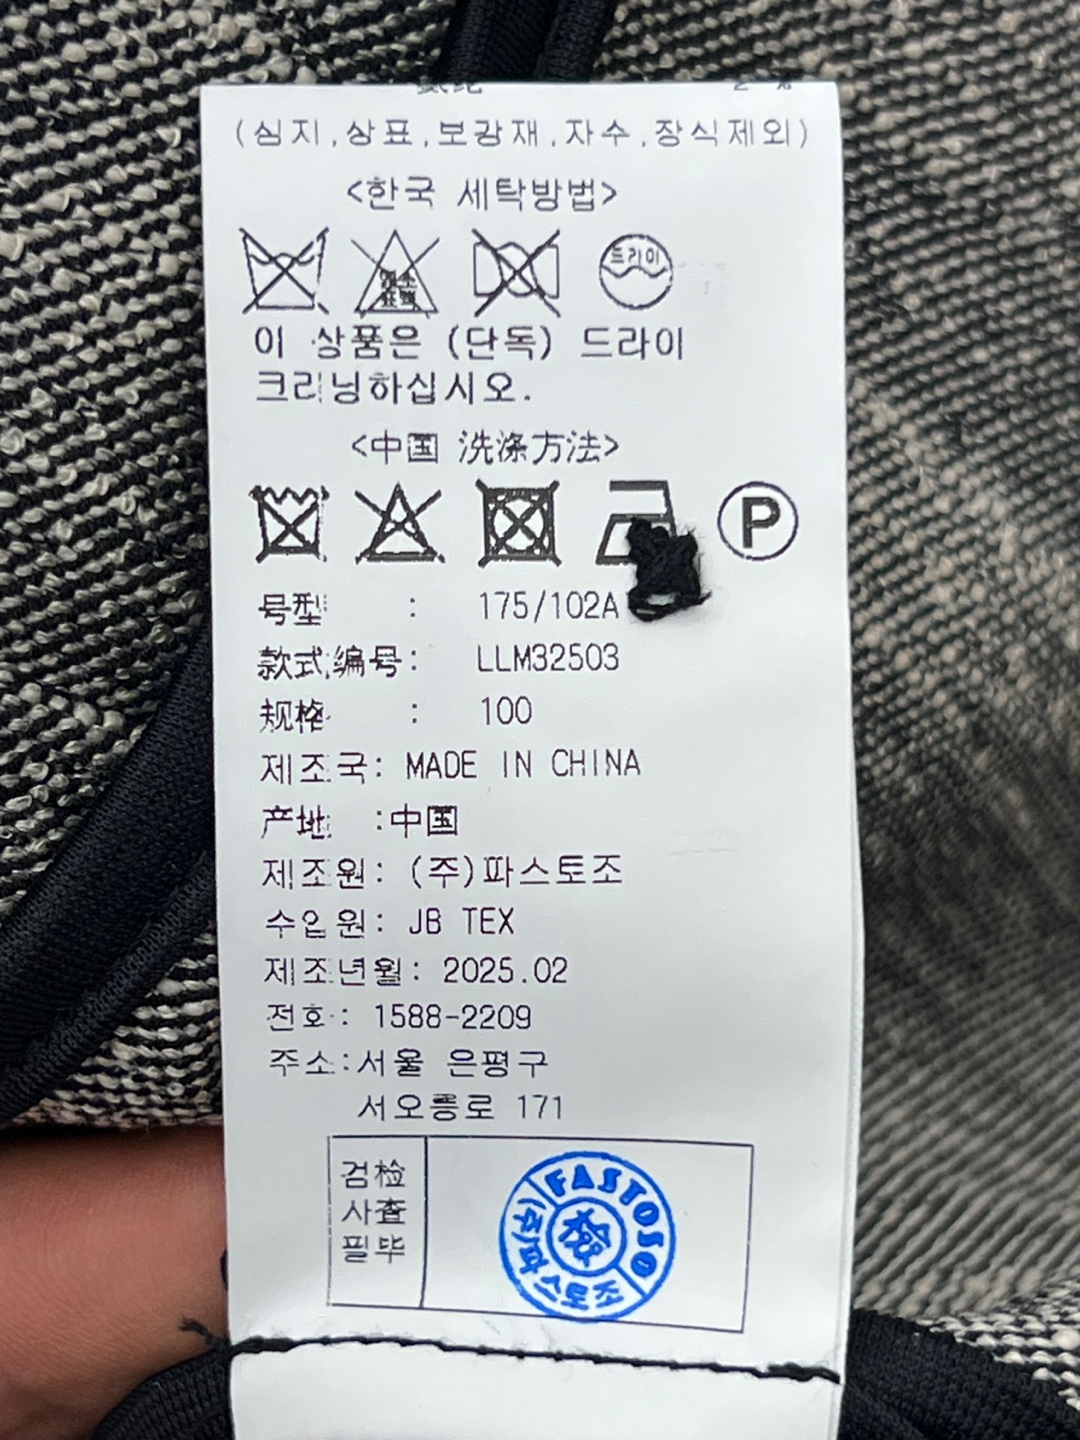 2 %
(심지,상표,보강재,자수,장식제외)
<한국 세탁방법>
드라이
이 상품은 (단독) 드라이
크리닝하십시오.
<中国 洗涤方法>
P
号型 : 175/102A
款式编号: LLM32503
规格 : 100
제조국: MADE IN CHINA
产地 :中国
제조원: (주)파스토조
수입원: JB TEX
제조년월: 2025.02
전화: 1588-2209
주소:서울 은평구
서오릉로 171
검检
사查
필毕
FASTOSO
(주)파스토조
检